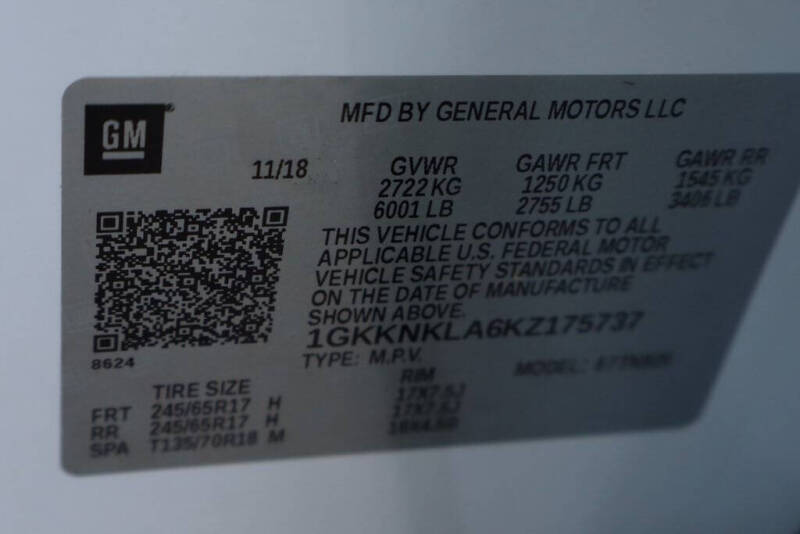 GM
MFD BY GENERAL MOTORS LLC
11/18 GVWR GAWR FRT GAWR RR
2722 KG 1250 KG 1545 KG
6001 LB 2755 LB 3406 LB
THIS VEHICLE CONFORMS TO ALL
APPLICABLE U.S. FEDERAL MOTOR
VEHICLE SAFETY STANDARDS IN EFFECT
ON THE DATE OF MANUFACTURE
SHOWN ABOVE.
1GKKNKLA6KZ175737
8624
TYPE: M.P.V. MODEL:
TIRE SIZE RIM
FRT 245/65R17 H 17X7.5J
RR 245/65R17 H 17X7.5J
SPA T135/70R18 M